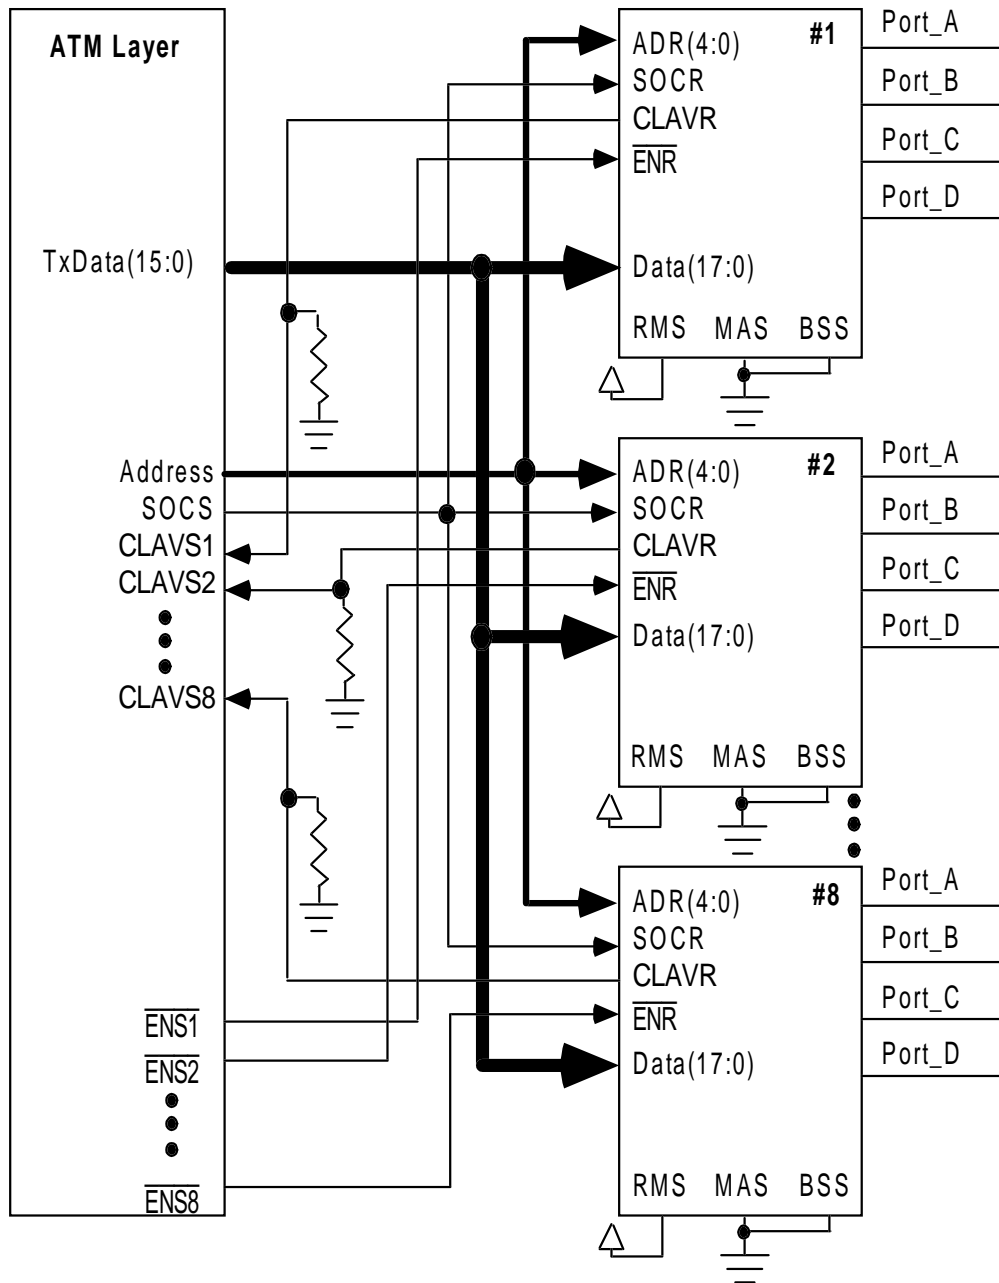 ATM Layer
TxData(15:0)
Address
SOCS
CLAVS1
CLAVS2
CLAVS8
ENS1
ENS2
ENS8
#1
ADR(4:0)
SOCR
CLAVR
ENR
Data(17:0)
RMS MAS BSS
Port_A
Port_B
Port_C
Port_D
#2
ADR(4:0)
SOCR
CLAVR
ENR
Data(17:0)
RMS MAS BSS
Port_A
Port_B
Port_C
Port_D
#8
ADR(4:0)
SOCR
CLAVR
ENR
Data(17:0)
RMS MAS BSS
Port_A
Port_B
Port_C
Port_D